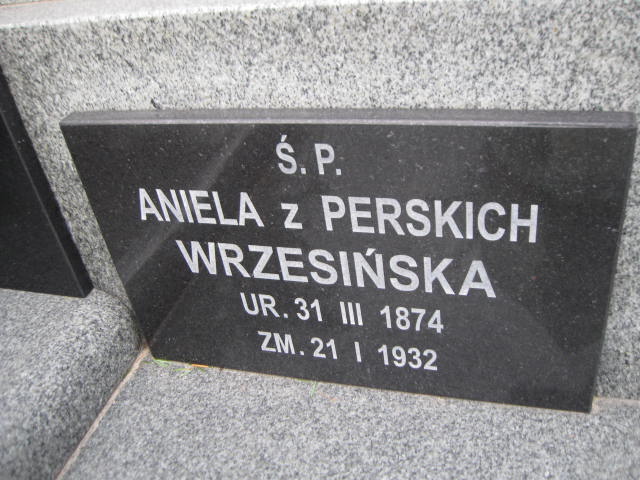 Ś. P.
ANIELA z PERSKICH
WRZESIŃSKA
UR. 31 III 1874
ZM. 21 I 1932